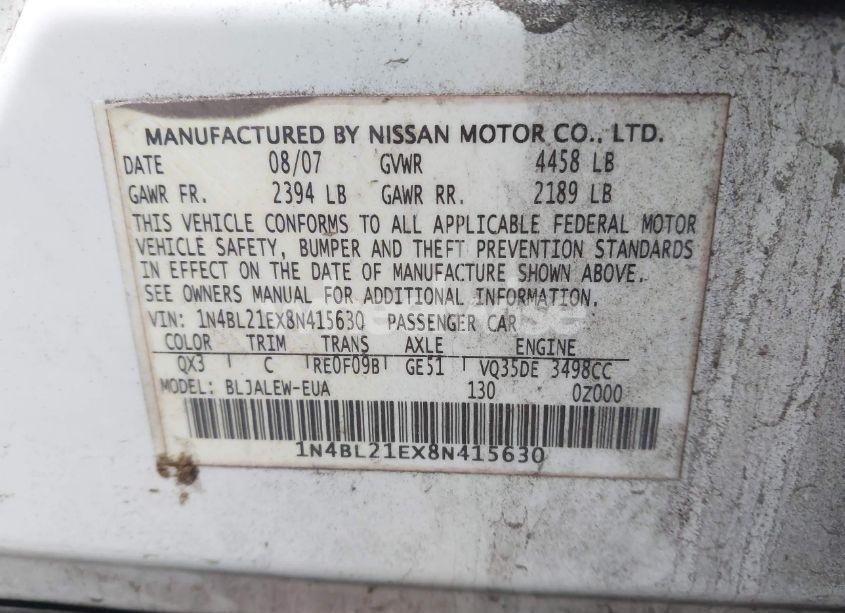 MANUFACTURED BY NISSAN MOTOR CO., LTD.
DATE 08/07 GVWR 4458 LB
GAWR FR. 2394 LB GAWR RR. 2189 LB
THIS VEHICLE CONFORMS TO ALL APPLICABLE FEDERAL MOTOR
VEHICLE SAFETY, BUMPER AND THEFT PREVENTION STANDARDS
IN EFFECT ON THE DATE OF MANUFACTURE SHOWN ABOVE.
SEE OWNERS MANUAL FOR ADDITIONAL INFORMATION.
VIN: 1N4BL21EX8N415630 PASSENGER CAR
COLOR TRIM TRANS AXLE ENGINE
QX3 C RE0F09B GE51 VQ35DE 3498CC
MODEL: BLJALEW-EUA 130 0Z000
1N4BL21EX8N415630